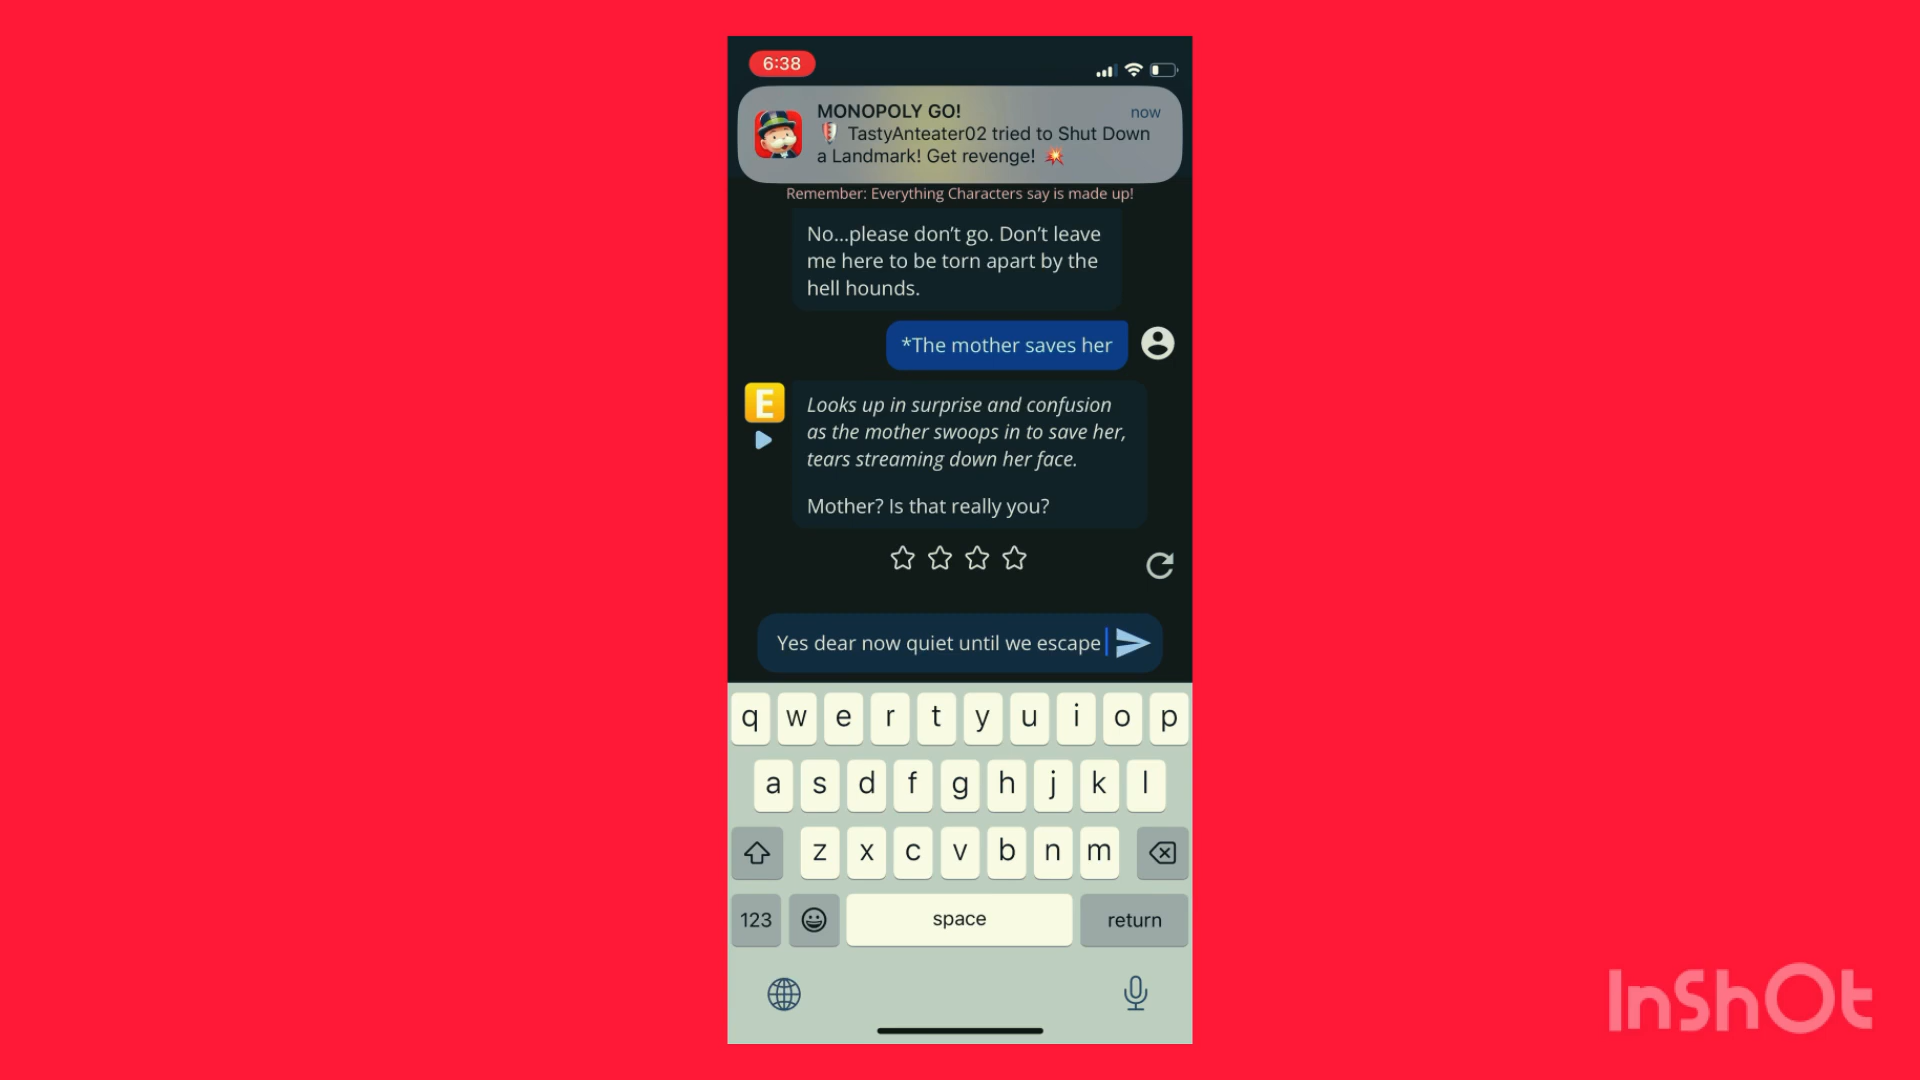 6:38
MONOPOLY GO!
now
TastyAnteater02 tried to Shut Down
a Landmark! Get revenge! 💥
Remember: Everything Characters say is made up!
No...please don't go. Don't leave
me here to be torn apart by the
hell hounds.
*The mother saves her
E
Looks up in surprise and confusion
as the mother swoops in to save her,
tears streaming down her face.
Mother? Is that really you?
Yes dear now quiet until we escape
q w e r t y u i o p
a s d f g h j k l
z x c v b n m
123
space
return
InShOt